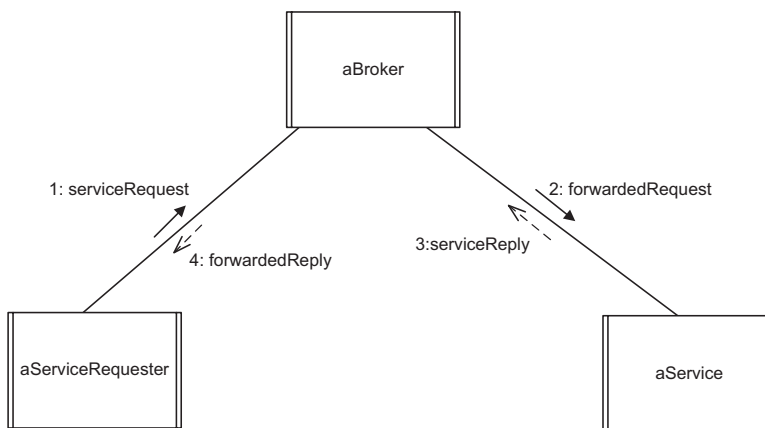 aBroker
1: serviceRequest
2: forwardedRequest
3:serviceReply
4: forwardedReply
aServiceRequester
aService